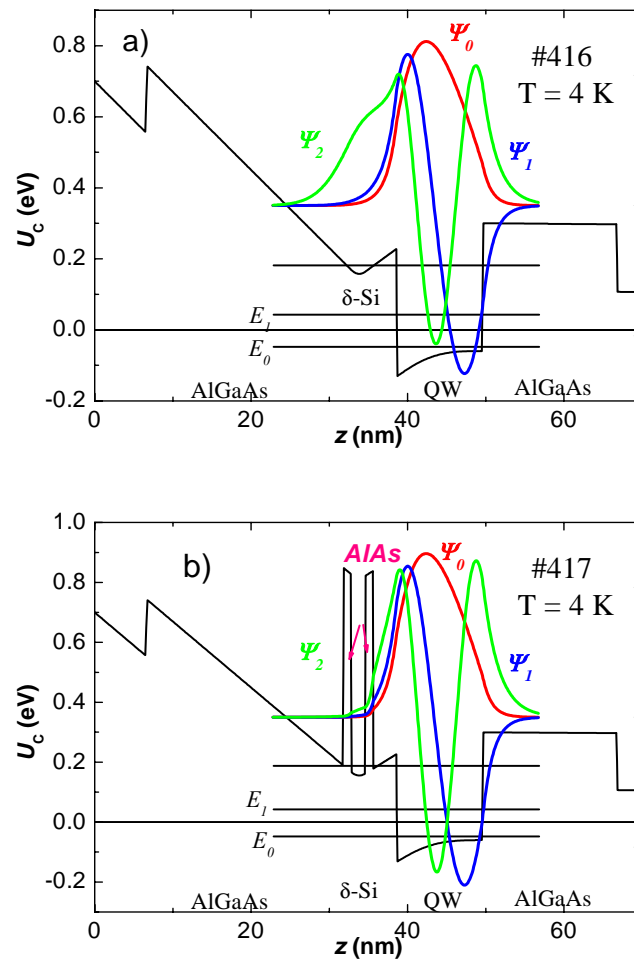 a)
Ψ0
#416
T = 4 K
Ψ2
Ψ1
δ-Si
E1
E0
AlGaAs
QW
AlGaAs
0.8
0.6
0.4
0.2
0.0
-0.2
Uc (eV)
0
20
40
60
z (nm)
b)
AlAs
Ψ0
#417
T = 4 K
Ψ2
Ψ1
E1
E0
δ-Si
AlGaAs
QW
AlGaAs
1.0
0.8
0.6
0.4
0.2
0.0
-0.2
Uc (eV)
0
20
40
60
z (nm)